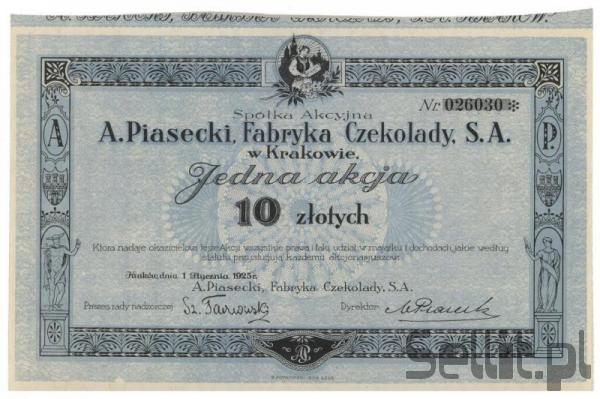 Nr 026030 *
Spółka Akcyjna
A. Piasecki, Fabryka Czekolady, S.A.
w Krakowie.
Jedna akcja
10 złotych
A
P.
Która nadaje okazicielowi tejże Akcji wszystkie prawa i taki udział w majątku i dochodach, jakie według
statutu przysługują każdemu akcjonarjuszowi.
Kraków, dnia 1 Stycznia 1925 r.
A. Piasecki, Fabryka Czekolady, S.A.
Prezes rady nadzorczej
Dyrektor
A. Piasecki
Sellit.pl